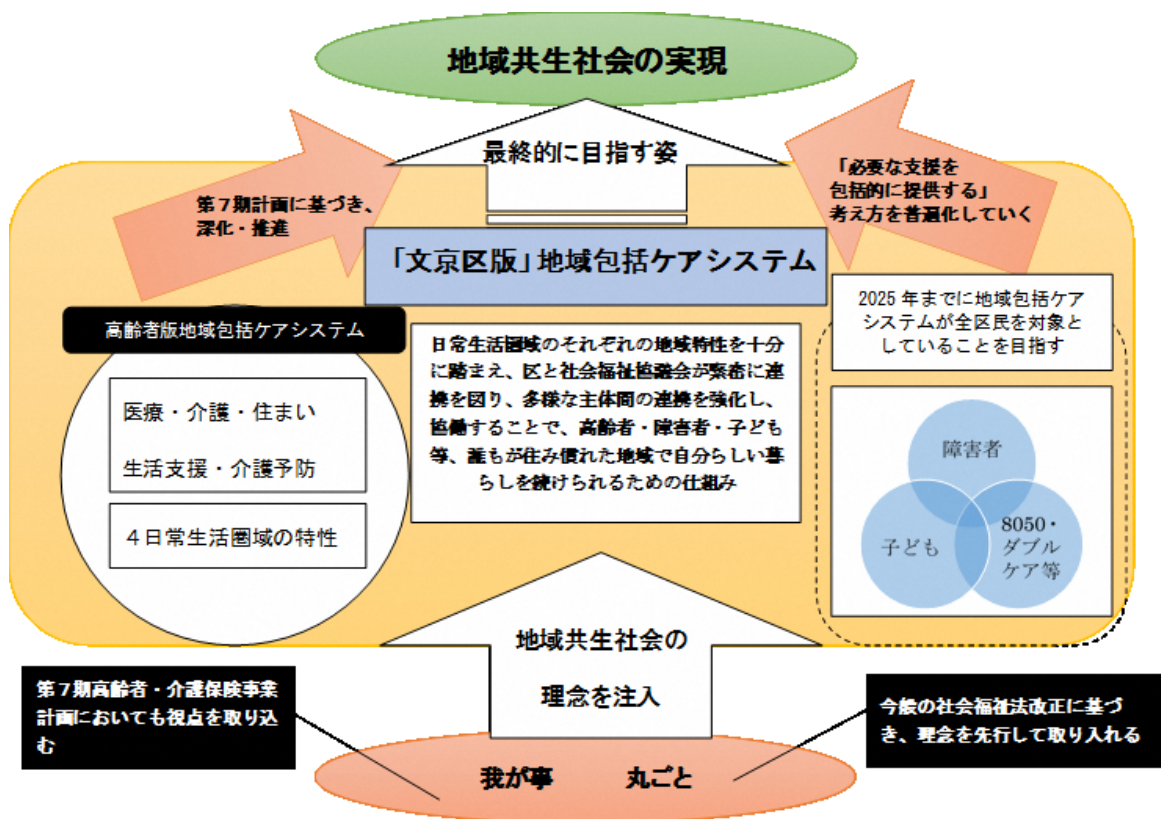 地域共生社会の実現
最終的に目指す姿
第７期計画に基づき、
深化・推進
「必要な支援を
包括的に提供する」
考え方を普遍化していく
「文京区版」地域包括ケアシステム
高齢者版地域包括ケアシステム
医療・介護・住まい
生活支援・介護予防
４日常生活圏域の特性
日常生活圏域のそれぞれの地域特性を十分
に踏まえ、区と社会福祉協議会が緊密に連
携を図り、多様な主体間の連携を強化し、
協働することで、高齢者・障害者・子ども
等、誰もが住み慣れた地域で自分らしい暮
らしを続けられるための仕組み
2025 年までに地域包括ケア
システムが全区民を対象と
していることを目指す
障害者
子ども
8050・
ダブル
ケア等
地域共生社会の
理念を注入
第７期高齢者・介護保険事業
計画においても視点を取り込
む
今般の社会福祉法改正に基づ
き、理念を先行して取り入れる
我が事　　丸ごと